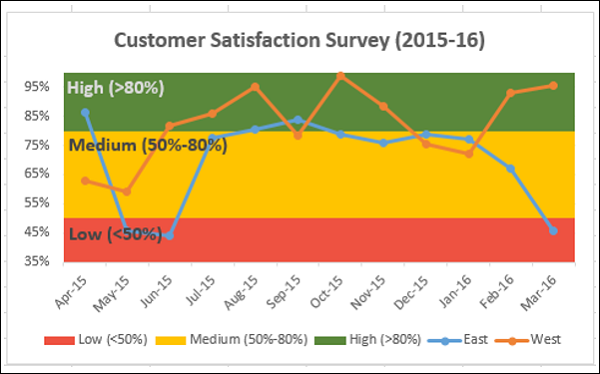 Customer Satisfaction Survey (2015-16)
95%
High (>80%)
85%
75%
Medium (50%-80%)
65%
55%
45%
Low (<50%)
35%
Apr-15 May-15 Jun-15 Jul-15 Aug-15 Sep-15 Oct-15 Nov-15 Dec-15 Jan-16 Feb-16 Mar-16
Low (<50%) Medium (50%-80%) High (>80%) East West